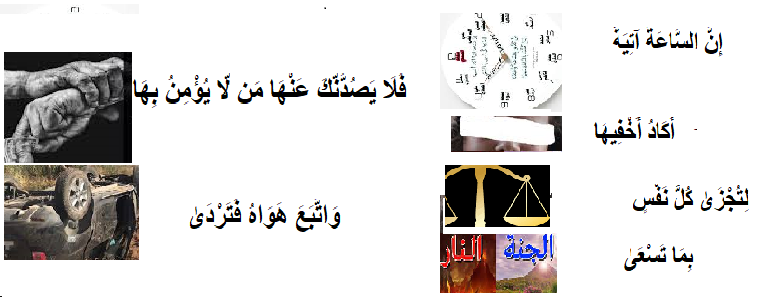 إِنَّ السَّاعَةَ آتِيَةٌ
أَكَادُ أُخْفِيهَا
لِتُجْزَىٰ كُلُّ نَفْسٍ
بِمَا تَسْعَىٰ
الجنة
النار
فَلَا يَصُدَّنَّكَ عَنْهَا مَن لَّا يُؤْمِنُ بِهَا
وَاتَّبَعَ هَوَاهُ فَتَرْدَىٰ